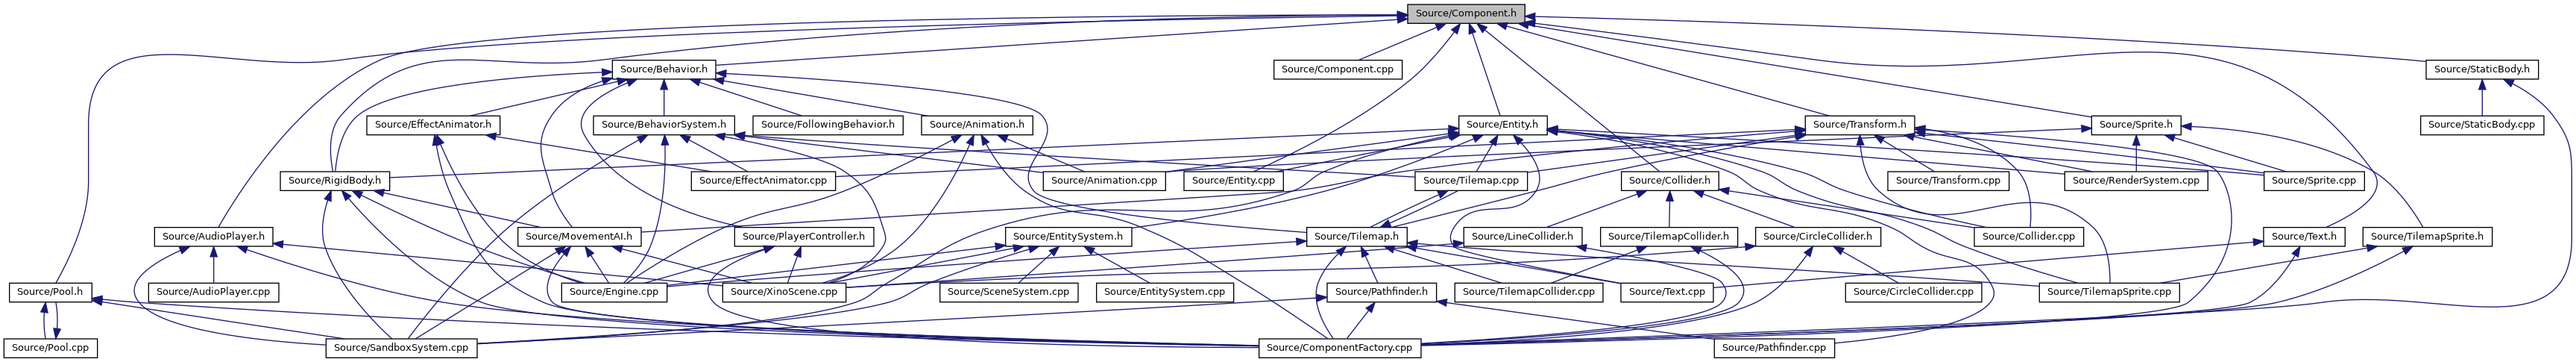 Source/Component.h
Source/Behavior.h
Source/Component.cpp
Source/StaticBody.h
Source/EffectAnimator.h
Source/BehaviorSystem.h
Source/FollowingBehavior.h
Source/Animation.h
Source/Entity.h
Source/Transform.h
Source/Sprite.h
Source/StaticBody.cpp
Source/RigidBody.h
Source/EffectAnimator.cpp
Source/Animation.cpp
Source/Entity.cpp
Source/Tilemap.cpp
Source/Collider.h
Source/Transform.cpp
Source/RenderSystem.cpp
Source/Sprite.cpp
Source/AudioPlayer.h
Source/MovementAI.h
Source/PlayerController.h
Source/EntitySystem.h
Source/Tilemap.h
Source/LineCollider.h
Source/TilemapCollider.h
Source/CircleCollider.h
Source/Collider.cpp
Source/Text.h
Source/TilemapSprite.h
Source/Pool.h
Source/AudioPlayer.cpp
Source/Engine.cpp
Source/XinoScene.cpp
Source/SceneSystem.cpp
Source/EntitySystem.cpp
Source/Pathfinder.h
Source/TilemapCollider.cpp
Source/Text.cpp
Source/CircleCollider.cpp
Source/TilemapSprite.cpp
Source/Pool.cpp
Source/SandboxSystem.cpp
Source/ComponentFactory.cpp
Source/Pathfinder.cpp